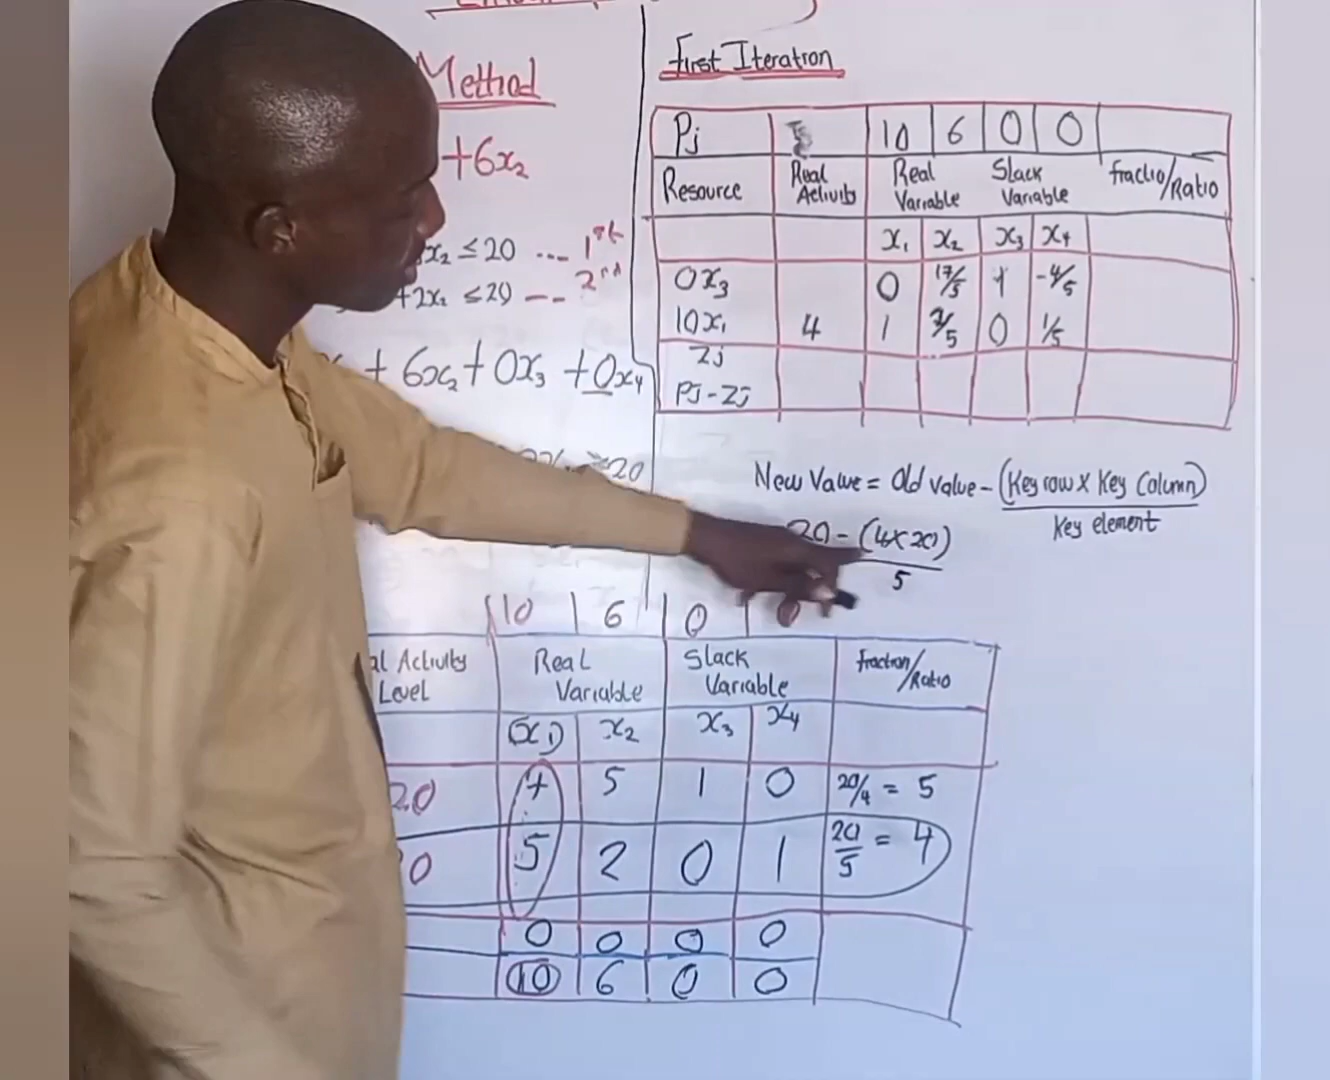 Method
+6x₂
x₂ ≤ 20 --- 1st
+2x₂ ≤ 20 -- 2nd
+ 6x₂ + 0x₃ + 0x₄
20
First Iteration
Pj 10 6 0 0
Resource Real Activity Real Variable Slack Variable fractio/Ratio
x₁ x₂ x₃ x₄
0x₃ 0 17/5 1 -4/5
10x₁ 4 1 2/5 0 1/5
Zj
Pj-Zj
New Value = Old value - (Key row x Key Column)
Key element
20 - (4x20)
5
10 6 0 0
al Activity Level Real Variable Slack Variable fraction/Ratio
x₁ x₂ x₃ x₄
20 4 5 1 0 20/4 = 5
0 5 2 0 1 20/5 = 4
0 0 0 0
10 6 0 0